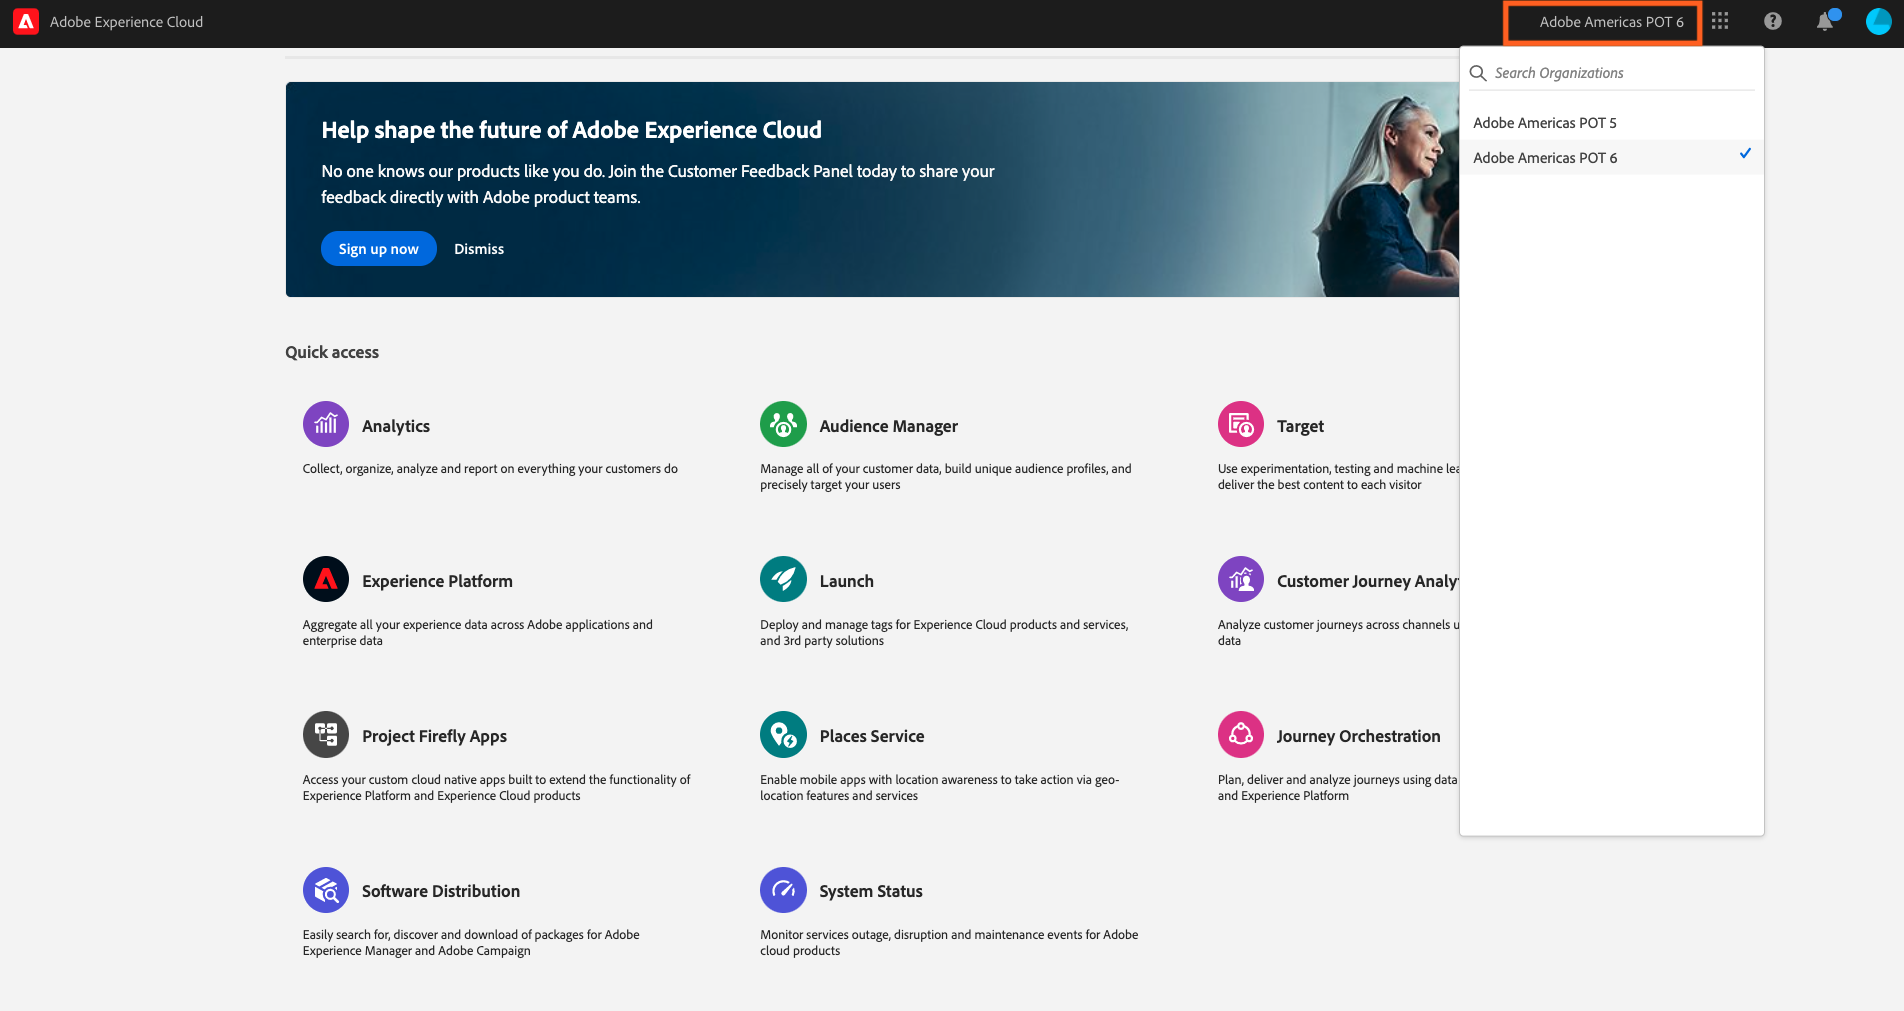 Adobe Experience Cloud
Adobe Americas POT 6
Search Organizations
Adobe Americas POT 5
Adobe Americas POT 6
Help shape the future of Adobe Experience Cloud
No one knows our products like you do. Join the Customer Feedback Panel today to share your
feedback directly with Adobe product teams.
Sign up now
Dismiss
Quick access
Analytics
Collect, organize, analyze and report on everything your customers do
Audience Manager
Manage all of your customer data, build unique audience profiles, and
precisely target your users
Target
Use experimentation, testing and machine lea
deliver the best content to each visitor
Experience Platform
Aggregate all your experience data across Adobe applications and
enterprise data
Launch
Deploy and manage tags for Experience Cloud products and services,
and 3rd party solutions
Customer Journey Analy
Analyze customer journeys across channels u
data
Project Firefly Apps
Access your custom cloud native apps built to extend the functionality of
Experience Platform and Experience Cloud products
Places Service
Enable mobile apps with location awareness to take action via geo-
location features and services
Journey Orchestration
Plan, deliver and analyze journeys using data
and Experience Platform
Software Distribution
Easily search for, discover and download of packages for Adobe
Experience Manager and Adobe Campaign
System Status
Monitor services outage, disruption and maintenance events for Adobe
cloud products